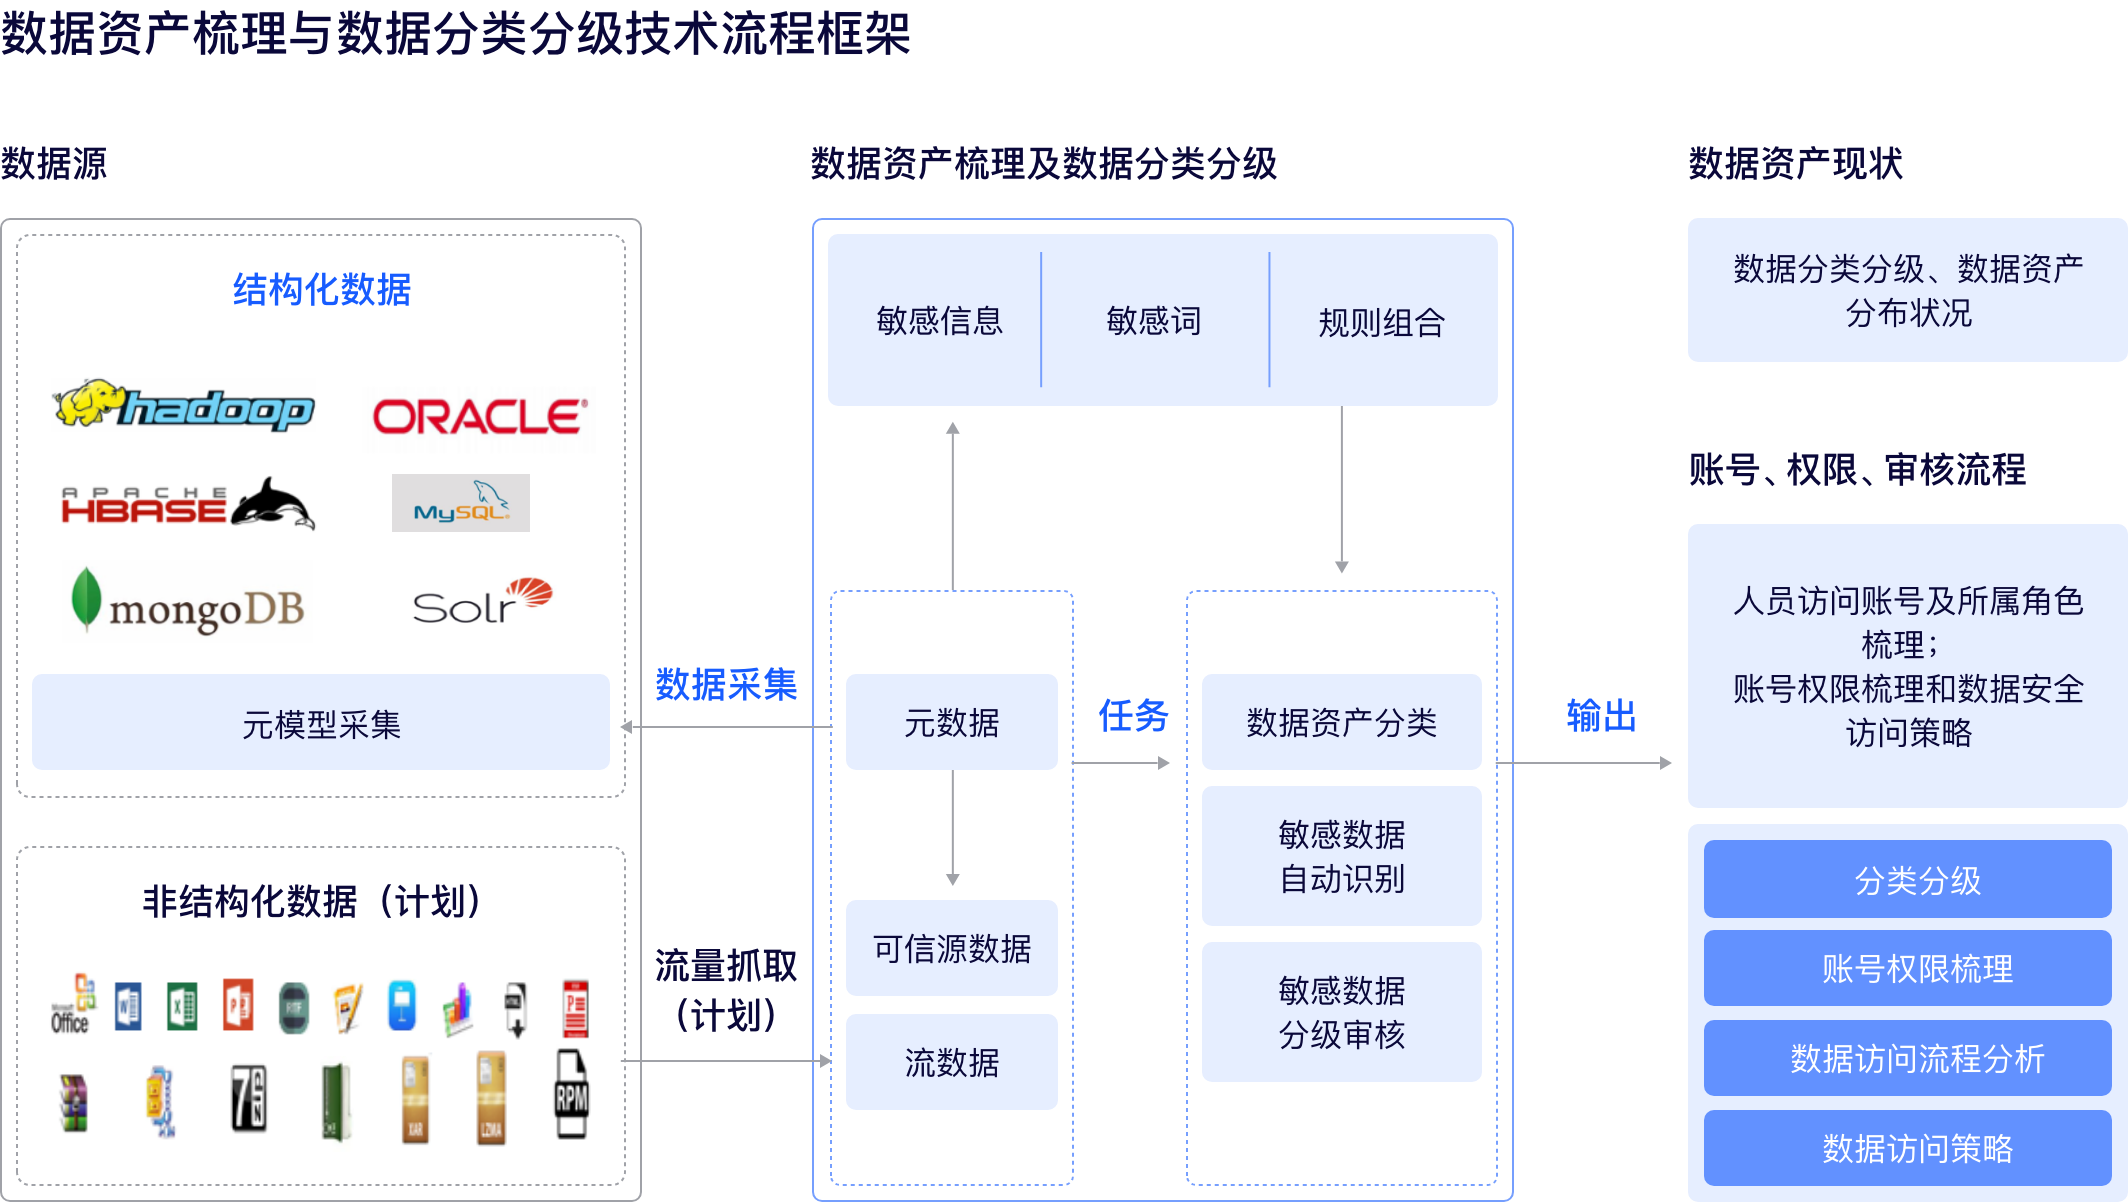 数据资产梳理与数据分类分级技术流程框架
数据源
结构化数据
hadoop
ORACLE®
APACHE
HBASE
MySQL
mongoDB
Solr
元模型采集
非结构化数据（计划）
Microsoft
Office
W
X
P
RTF
HTML
P
7ZIP
XAR
LZMA
RPM
数据采集
流量抓取
（计划）
数据资产梳理及数据分类分级
敏感信息
敏感词
规则组合
元数据
可信源数据
流数据
任务
数据资产分类
敏感数据
自动识别
敏感数据
分级审核
输出
数据资产现状
数据分类分级、数据资产
分布状况
账号、权限、审核流程
人员访问账号及所属角色
梳理；
账号权限梳理和数据安全
访问策略
分类分级
账号权限梳理
数据访问流程分析
数据访问策略